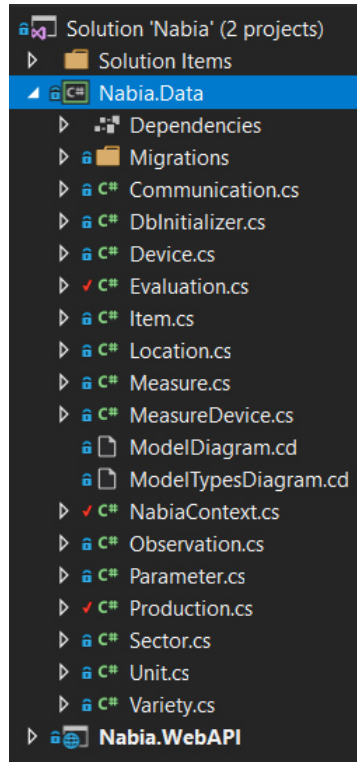 Solution 'Nabia' (2 projects)
Solution Items
C# Nabia.Data
Dependencies
Migrations
C# Communication.cs
C# DbInitializer.cs
C# Device.cs
C# Evaluation.cs
C# Item.cs
C# Location.cs
C# Measure.cs
C# MeasureDevice.cs
ModelDiagram.cd
ModelTypesDiagram.cd
C# NabiaContext.cs
C# Observation.cs
C# Parameter.cs
C# Production.cs
C# Sector.cs
C# Unit.cs
C# Variety.cs
Nabia.WebAPI